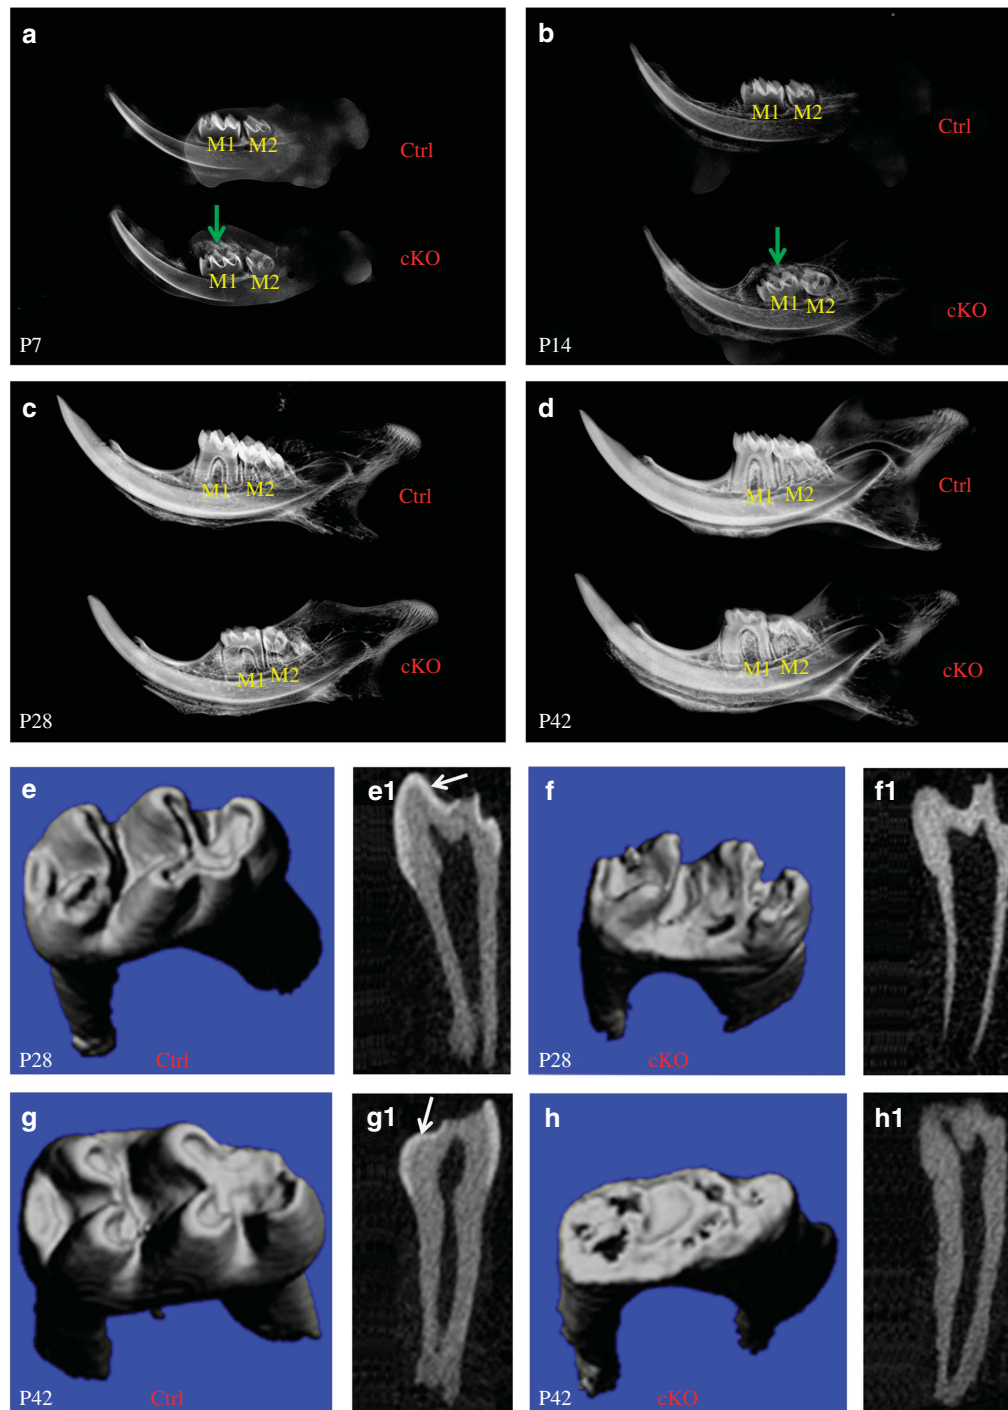 a
M1 M2
Ctrl
cKO
M1 M2
P7
b
M1 M2
Ctrl
M1 M2
cKO
P14
c
M1 M2
Ctrl
M1 M2
cKO
P28
d
M1 M2
Ctrl
M1 M2
cKO
P42
e
P28 Ctrl
e1
f
P28 cKO
f1
g
P42 Ctrl
g1
h
P42 cKO
h1